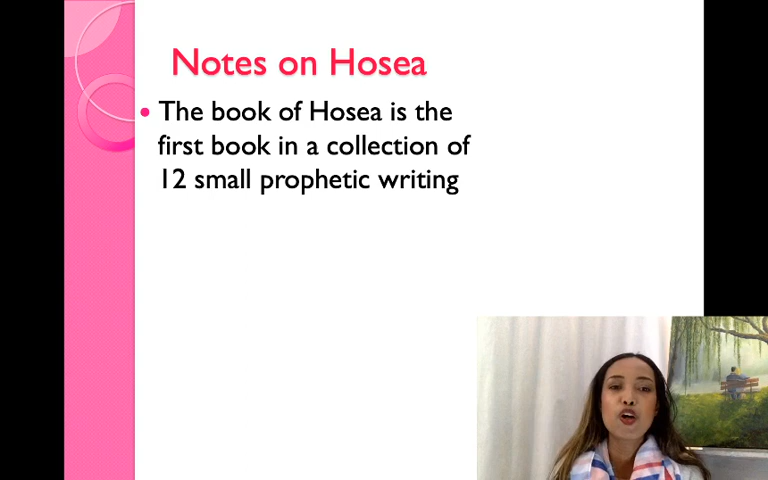 Notes on Hosea
The book of Hosea is the
first book in a collection of
12 small prophetic writing